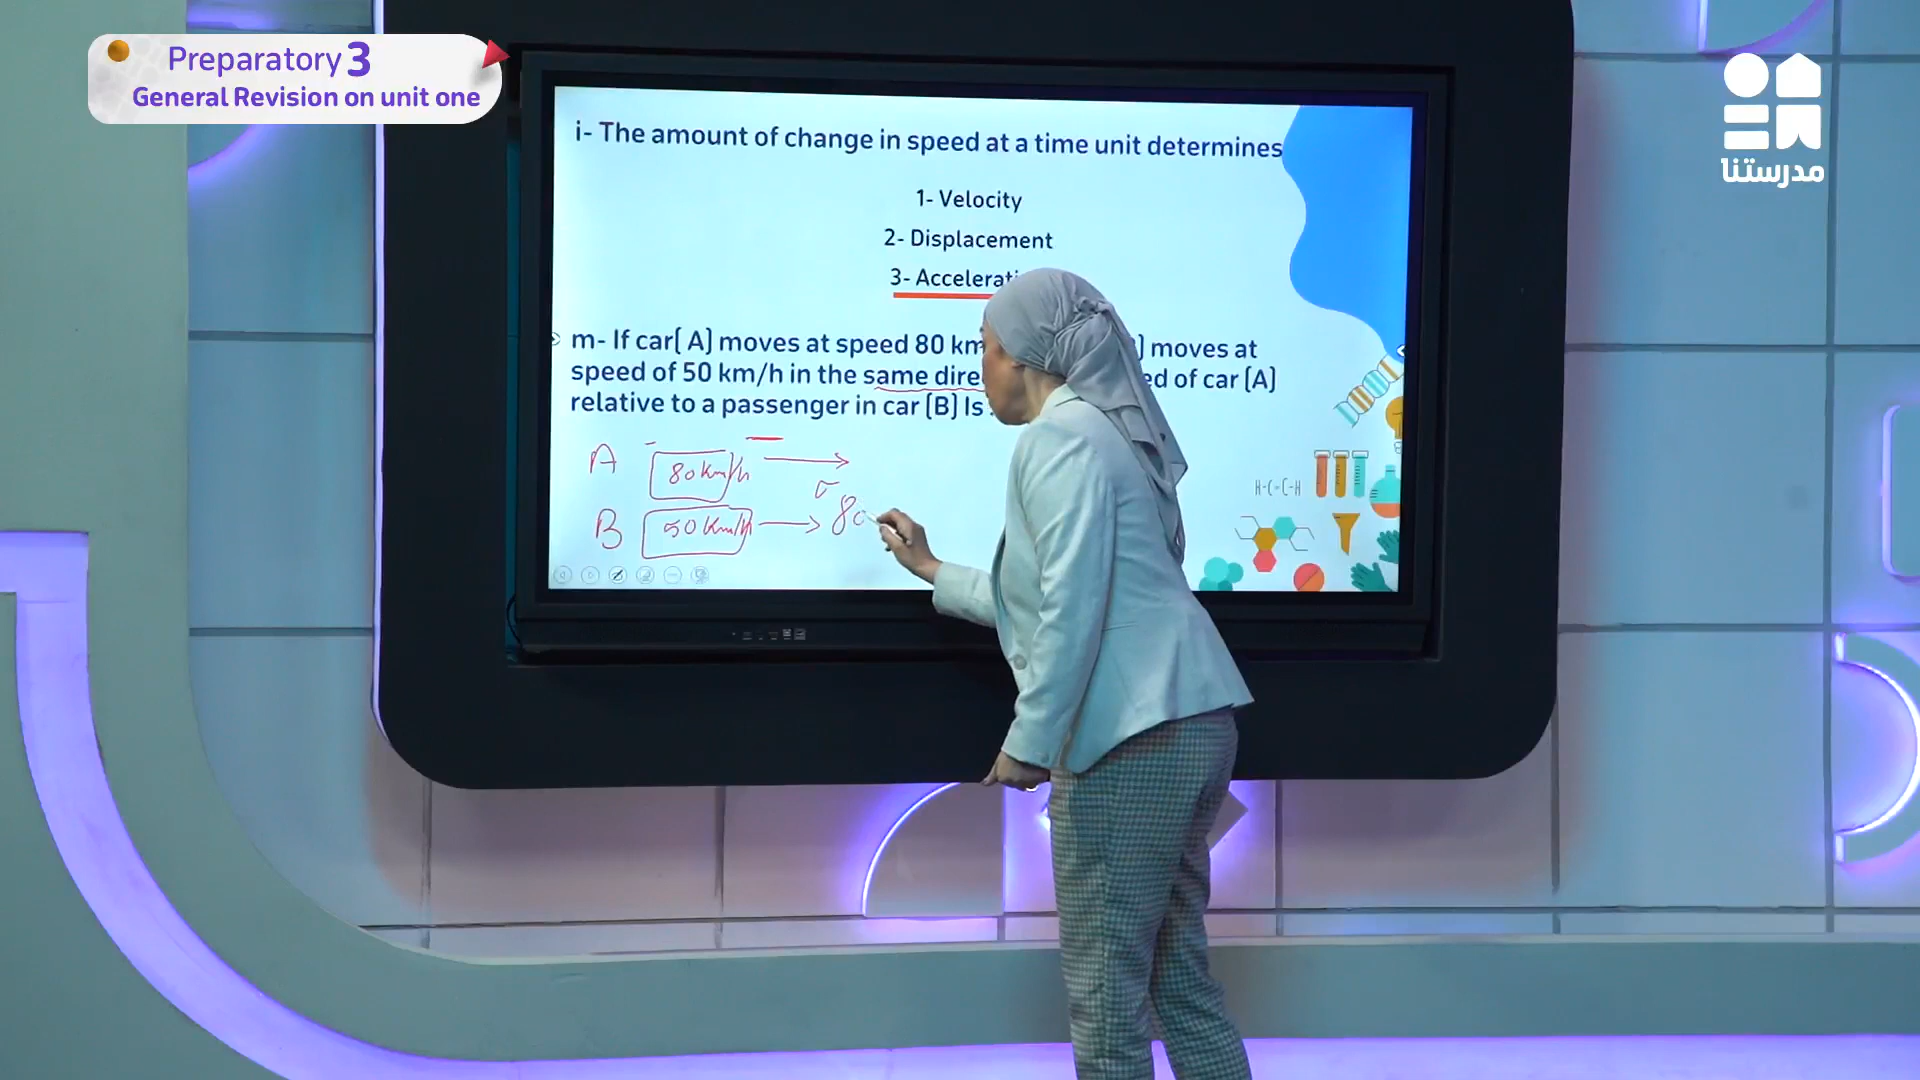 Preparatory 3
General Revision on unit one
مدرستنا
i- The amount of change in speed at a time unit determines
1- Velocity
2- Displacement
3- Accelerati
m- If car( A) moves at speed 80 km ) moves at
speed of 50 km/h in the same dire ed of car (A)
relative to a passenger in car (B) Is
A 80 Km/h
B 50 Km/h 80
H-C=C-H